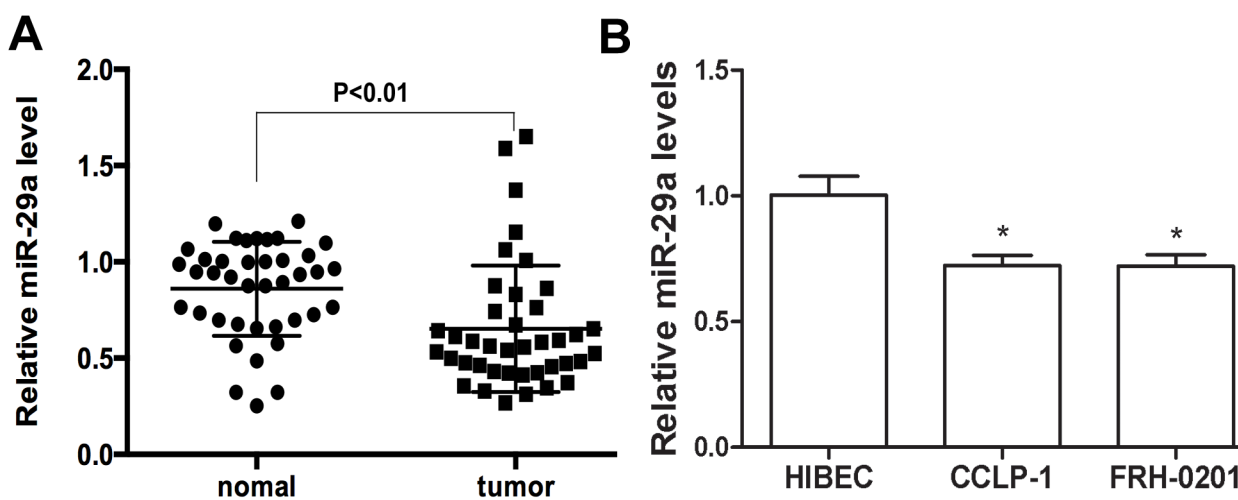 A
Relative miR-29a level
2.0
1.5
1.0
0.5
0.0
P<0.01
nomal tumor
B
Relative miR-29a levels
1.5
1.0
0.5
0.0
* *
HIBEC CCLP-1 FRH-0201